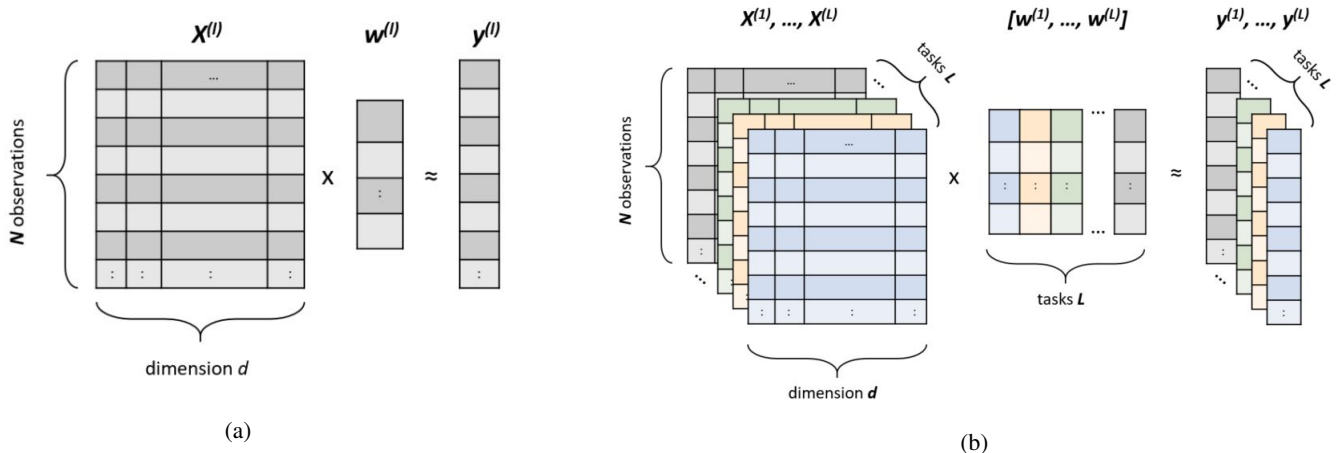 X^(l)
w^(l)
y^(l)
...
N observations
x
:
≈
: : : : :
dimension d
(a)
X^(1), ..., X^(L)
[w^(1), ..., w^(L)]
y^(1), ..., y^(L)
tasks L
tasks L
...
...
...
...
...
N observations
x
: : : :
≈
:
:
...
...
...
: : : : :
tasks L
dimension d
(b)